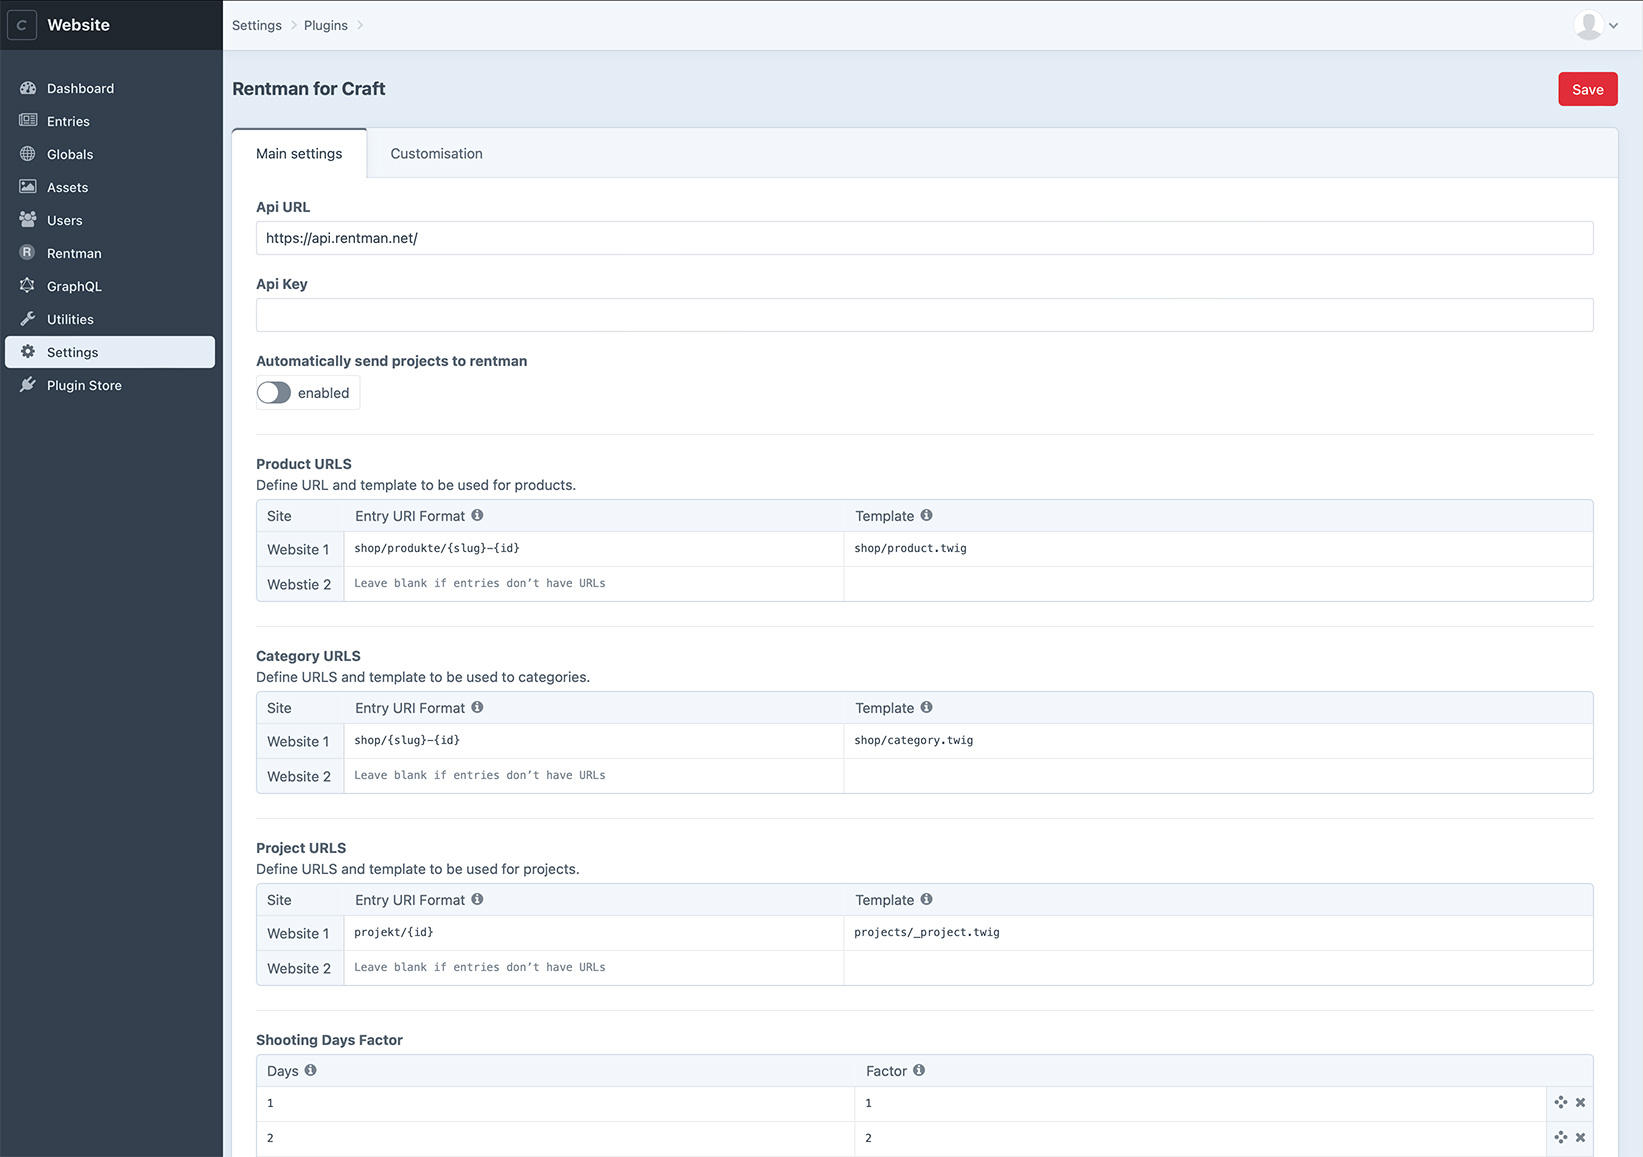 C Website
Settings Plugins
Dashboard
Entries
Globals
Assets
Users
R Rentman
GraphQL
Utilities
Settings
Plugin Store
Rentman for Craft
Save
Main settings Customisation
Api URL
https://api.rentman.net/
Api Key
Automatically send projects to rentman
enabled
Product URLS
Define URL and template to be used for products.
Site Entry URI Format Template
Website 1 shop/produkte/{slug}-{id} shop/product.twig
Webstie 2 Leave blank if entries don’t have URLs
Category URLS
Define URLS and template to be used to categories.
Site Entry URI Format Template
Website 1 shop/{slug}-{id} shop/category.twig
Website 2 Leave blank if entries don’t have URLs
Project URLS
Define URLS and template to be used for projects.
Site Entry URI Format Template
Website 1 projekt/{id} projects/_project.twig
Website 2 Leave blank if entries don’t have URLs
Shooting Days Factor
Days Factor
1 1
2 2